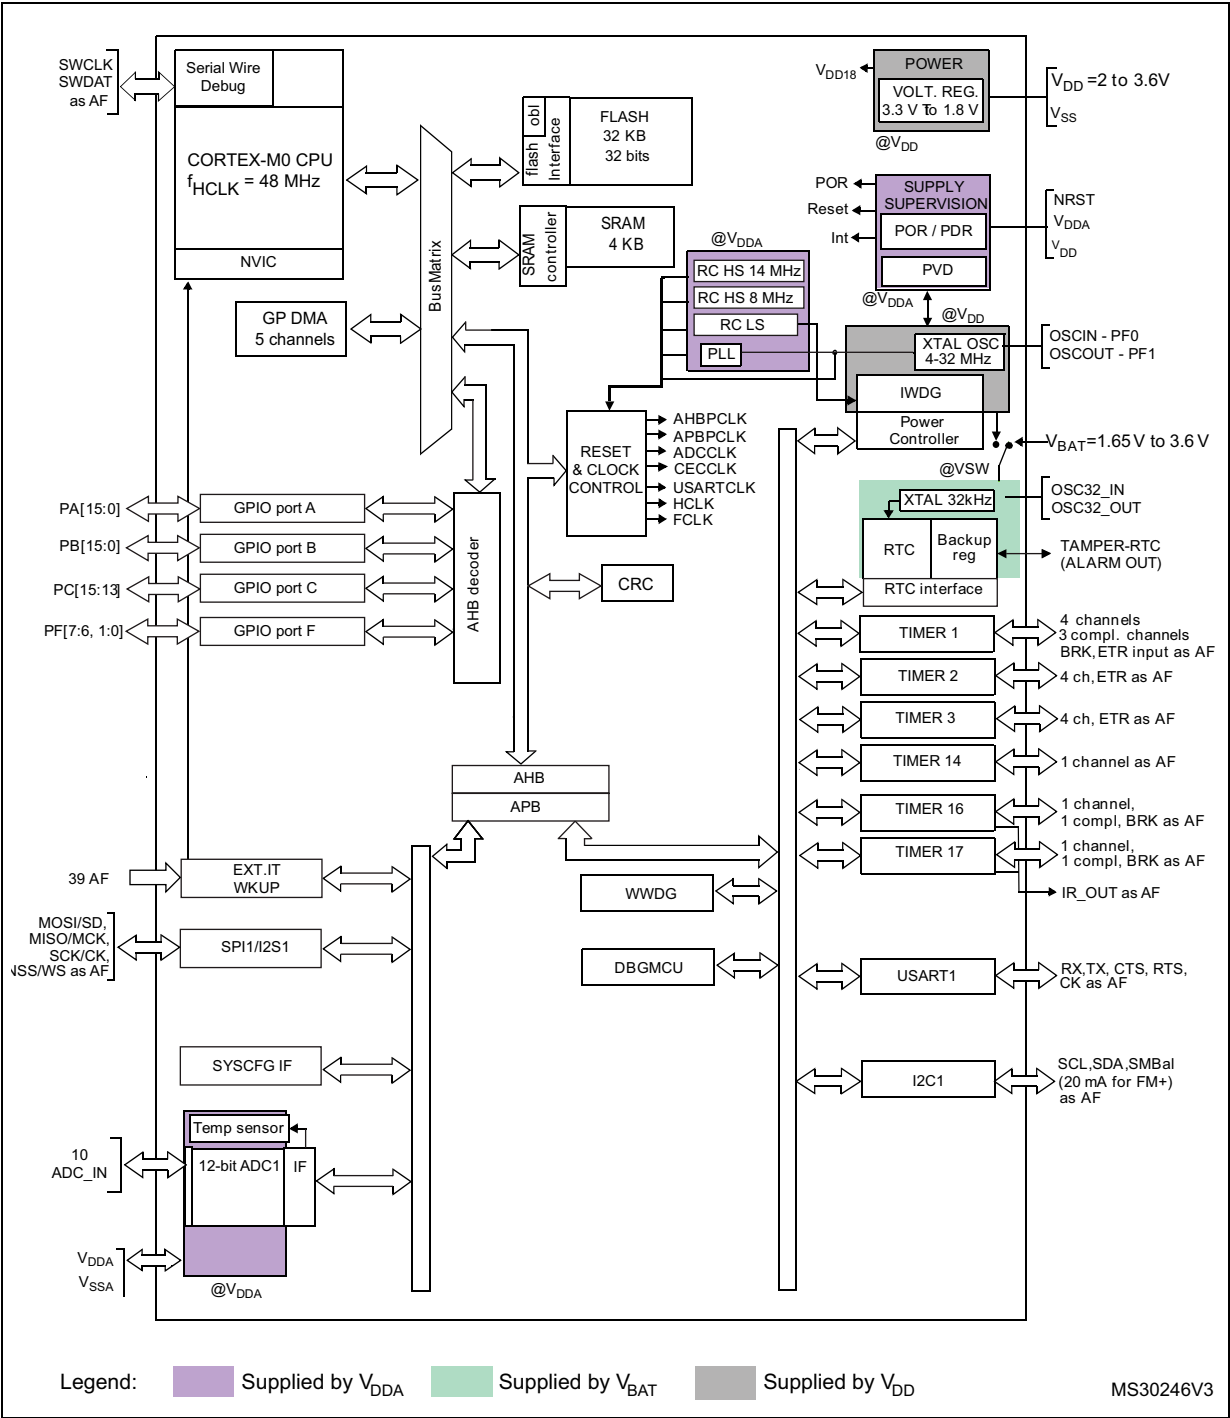 SWCLK
SWDAT
as AF
Serial Wire
Debug
CORTEX-M0 CPU
fHCLK = 48 MHz
NVIC
GP DMA
5 channels
BusMatrix
flash obl
Interface
FLASH
32 KB
32 bits
SRAM
controller
SRAM
4 KB
VDD18
POWER
VOLT. REG.
3.3 V To 1.8 V
@VDD
VDD =2 to 3.6V
VSS
POR
Reset
Int
SUPPLY
SUPERVISION
POR / PDR
PVD
@VDDA
NRST
VDDA
VDD
@VDDA
RC HS 14 MHz
RC HS 8 MHz
RC LS
PLL
@VDD
XTAL OSC
4-32 MHz
IWDG
Power
Controller
OSCIN - PF0
OSCOUT - PF1
VBAT=1.65 V to 3.6 V
@VSW
RESET
& CLOCK
CONTROL
AHBPCLK
APBPCLK
ADCCLK
CECCLK
USARTCLK
HCLK
FCLK
XTAL 32kHz
RTC
Backup
reg
RTC interface
OSC32_IN
OSC32_OUT
TAMPER-RTC
(ALARM OUT)
PA[15:0]
GPIO port A
PB[15:0]
GPIO port B
PC[15:13]
GPIO port C
PF[7:6, 1:0]
GPIO port F
AHB decoder
CRC
TIMER 1
4 channels
3 compl. channels
BRK,ETR input as AF
TIMER 2
4 ch,ETR as AF
TIMER 3
4 ch, ETR as AF
TIMER 14
1 channel as AF
TIMER 16
1 channel,
1 compl, BRK as AF
TIMER 17
1 channel,
1 compl, BRK as AF
IR_OUT as AF
AHB
APB
39 AF
EXT.IT
WKUP
WWDG
MOSI/SD,
MISO/MCK,
SCK/CK,
NSS/WS as AF
SPI1/I2S1
DBGMCU
USART1
RX,TX, CTS, RTS,
CK as AF
SYSCFG IF
I2C1
SCL,SDA,SMBal
(20 mA for FM+)
as AF
Temp sensor
10
ADC_IN
12-bit ADC1
IF
VDDA
VSSA
@VDDA
Legend:
Supplied by VDDA
Supplied by VBAT
Supplied by VDD
MS30246V3